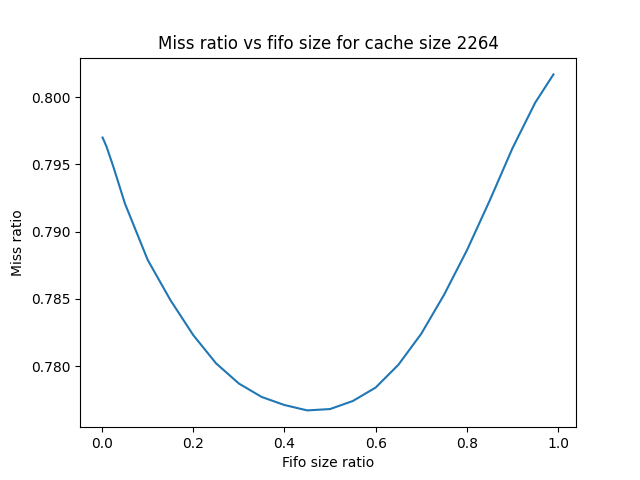 Miss ratio vs fifo size for cache size 2264
0.800
0.795
0.790
0.785
0.780
Miss ratio
0.0 0.2 0.4 0.6 0.8 1.0
Fifo size ratio